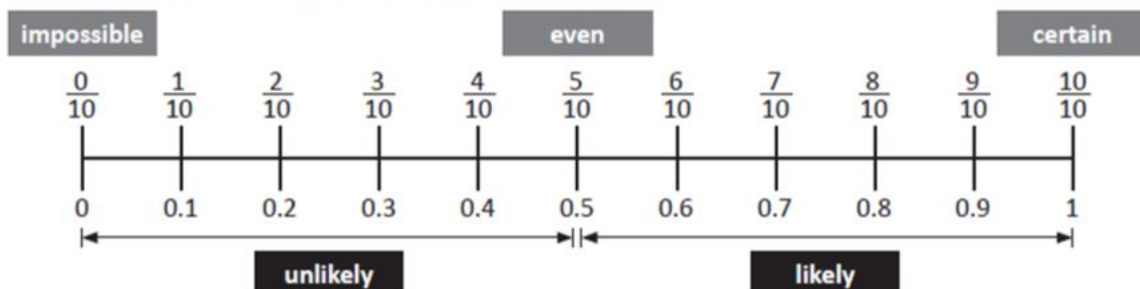 impossible even certain
0/10 1/10 2/10 3/10 4/10 5/10 6/10 7/10 8/10 9/10 10/10
0 0.1 0.2 0.3 0.4 0.5 0.6 0.7 0.8 0.9 1
unlikely likely